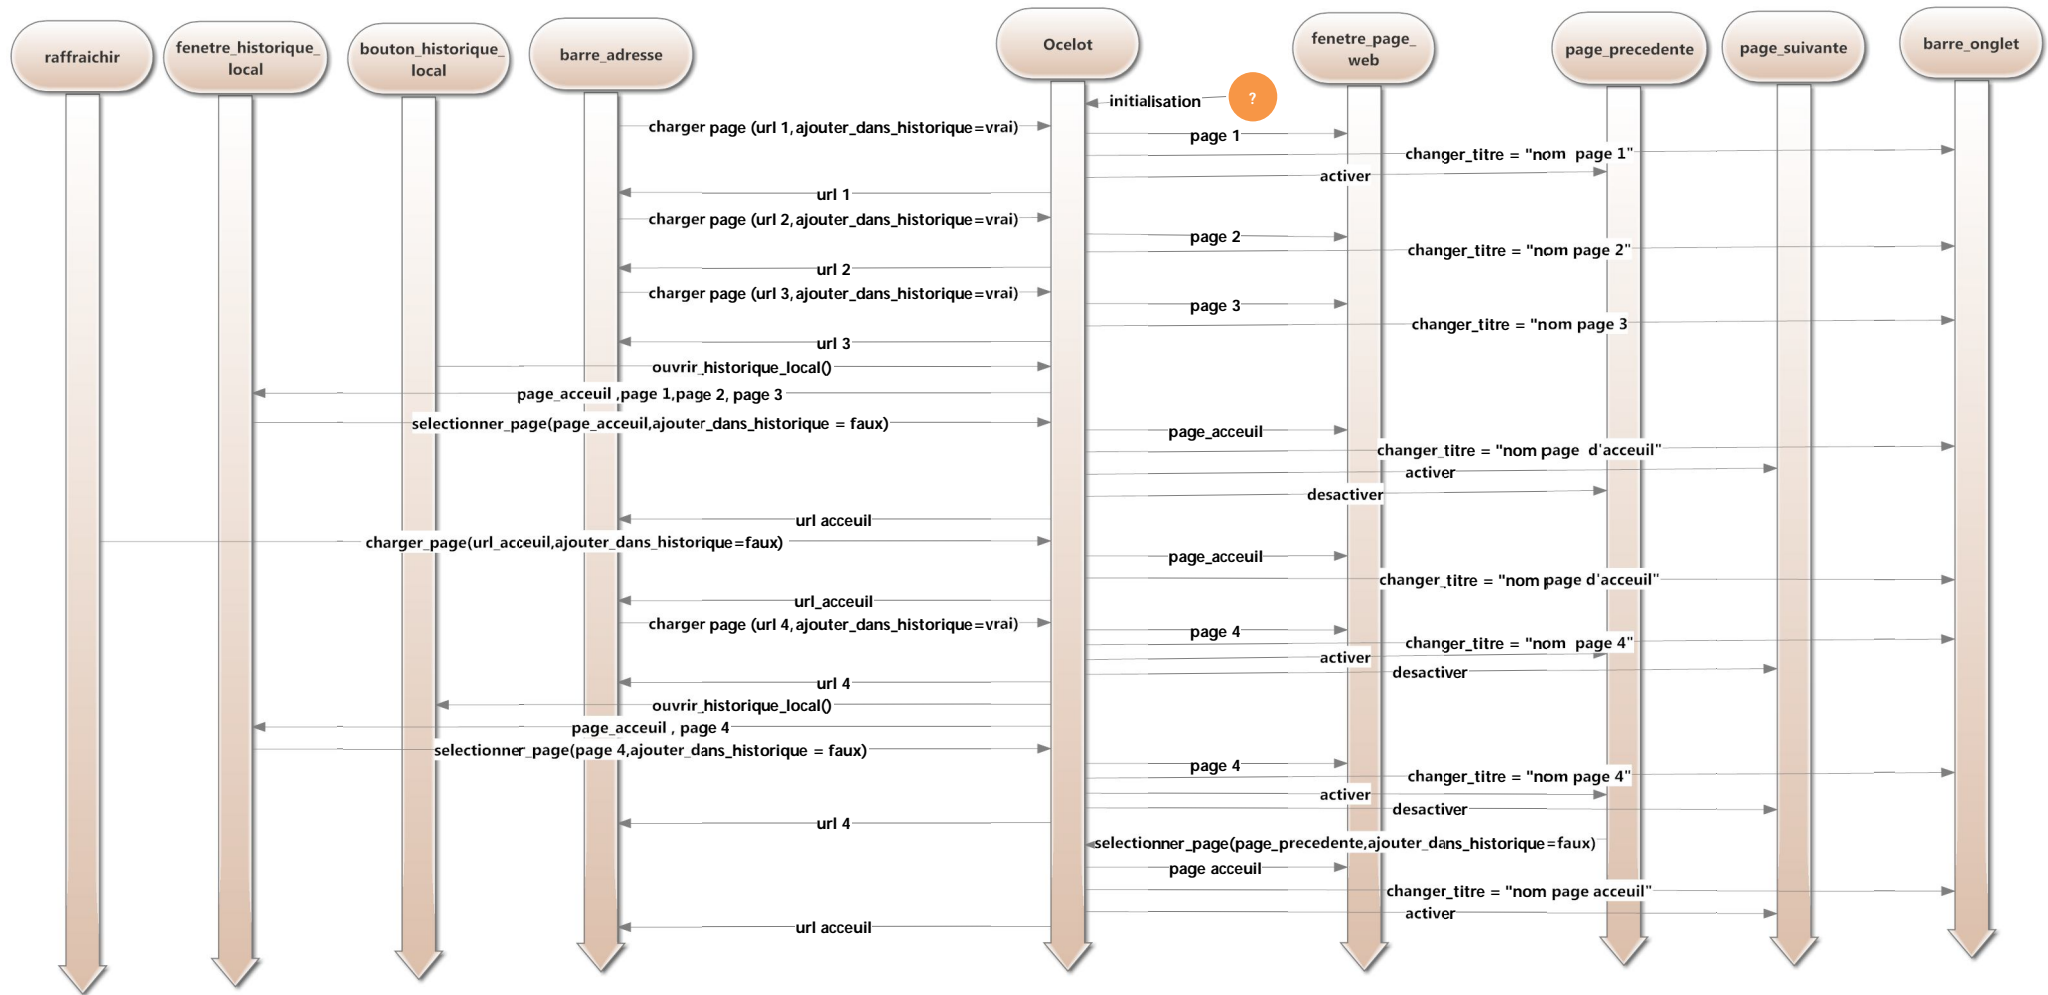 raffraichir
fenetre_historique_
local
bouton_historique_
local
barre_adresse
Ocelot
fenetre_page_
web
page_precedente
page_suivante
barre_onglet
?
initialisation
charger page (url 1,ajouter_dans_historique=vrai)
page 1
changer_titre = "nom  page 1"
activer
url 1
charger page (url 2,ajouter_dans_historique=vrai)
page 2
changer_titre = "nom page 2"
url 2
charger page (url 3,ajouter_dans_historique=vrai)
page 3
changer_titre = "nom page 3
url 3
ouvrir_historique_local()
page_acceuil ,page 1,page 2, page 3
selectionner_page(page_acceuil,ajouter_dans_historique = faux)
page_acceuil
changer_titre = "nom page  d'acceuil"
activer
desactiver
url acceuil
charger_page(url_acceuil,ajouter_dans_historique=faux)
page_acceuil
changer_titre = "nom page d'acceuil"
url_acceuil
charger page (url 4,ajouter_dans_historique=vrai)
page 4
changer_titre = "nom  page 4"
activer
desactiver
url 4
ouvrir_historique_local()
page_acceuil , page 4
selectionner_page(page 4,ajouter_dans_historique = faux)
page 4
changer_titre = "nom page 4"
activer
desactiver
url 4
selectionner_page(page_precedente,ajouter_dans_historique=faux)
page acceuil
changer_titre = "nom page acceuil"
activer
url acceuil